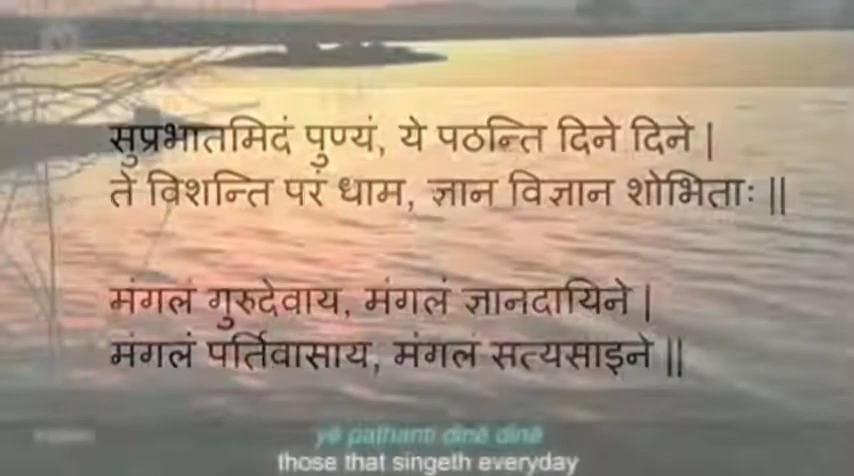 सुप्रभातमिदं पुण्यं, ये पठन्ति दिने दिने |
ते विशन्ति परं धाम, ज्ञान विज्ञान शोभिताः ||
मंगलं गुरुदेवाय, मंगलं ज्ञानदायिने |
मंगलं पर्तिवासाय, मंगलं सत्यसाइने ||
yē paṭhanti dinē dinē
those that singeth everyday